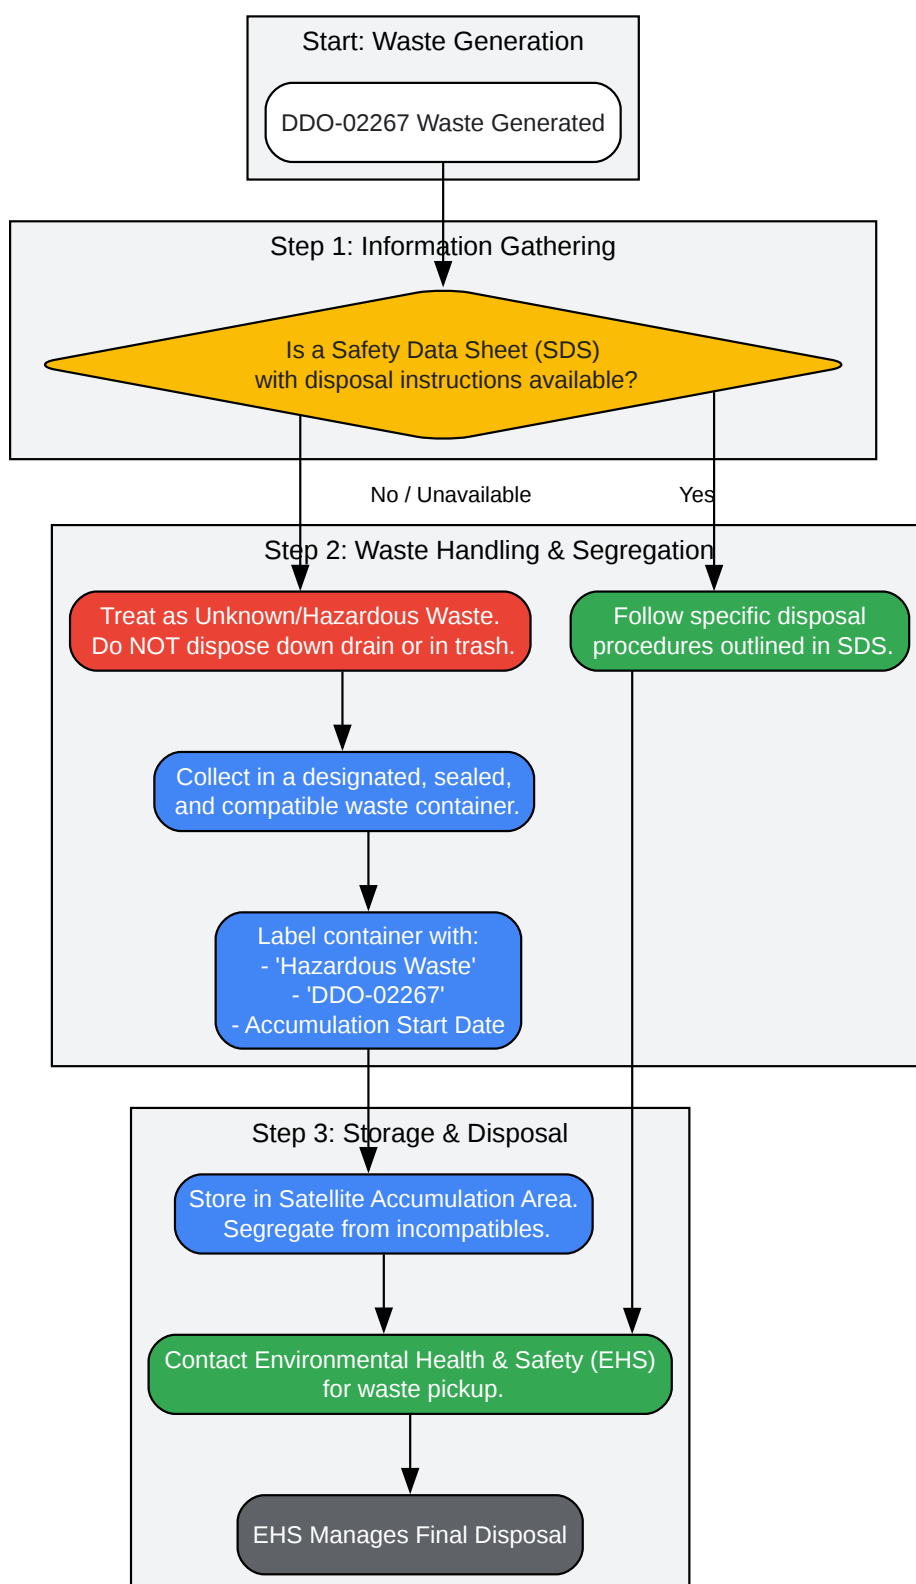 Start: Waste Generation
DDO-02267 Waste Generated
Step 1: Information Gathering
Is a Safety Data Sheet (SDS)
with disposal instructions available?
No / Unavailable
Yes
Step 2: Waste Handling & Segregation
Treat as Unknown/Hazardous Waste.
Do NOT dispose down drain or in trash.
Follow specific disposal
procedures outlined in SDS.
Collect in a designated, sealed,
and compatible waste container.
Label container with:
- 'Hazardous Waste'
- 'DDO-02267'
- Accumulation Start Date
Step 3: Storage & Disposal
Store in Satellite Accumulation Area.
Segregate from incompatibles.
Contact Environmental Health & Safety (EHS)
for waste pickup.
EHS Manages Final Disposal